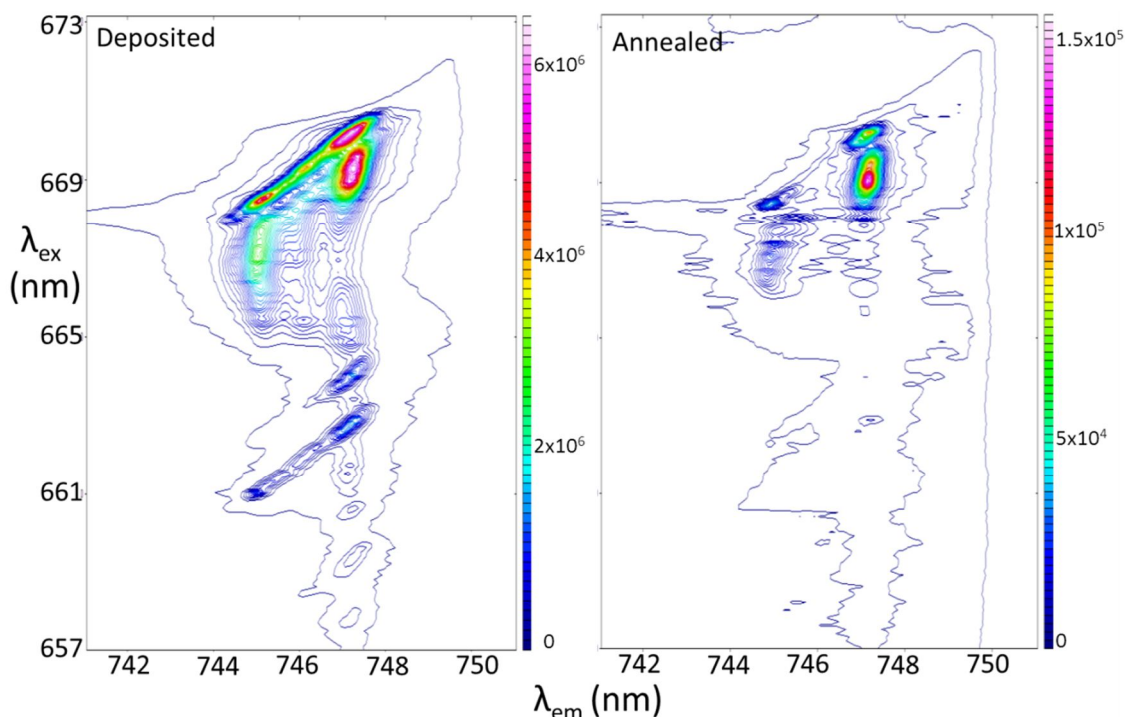 673
Deposited
6x10⁶
Annealed
1.5x10⁵
669
λex
(nm)
4x10⁶
1x10⁵
665
2x10⁶
5x10⁴
661
657
0
0
742 744 746 748 750
742 744 746 748 750
λem (nm)